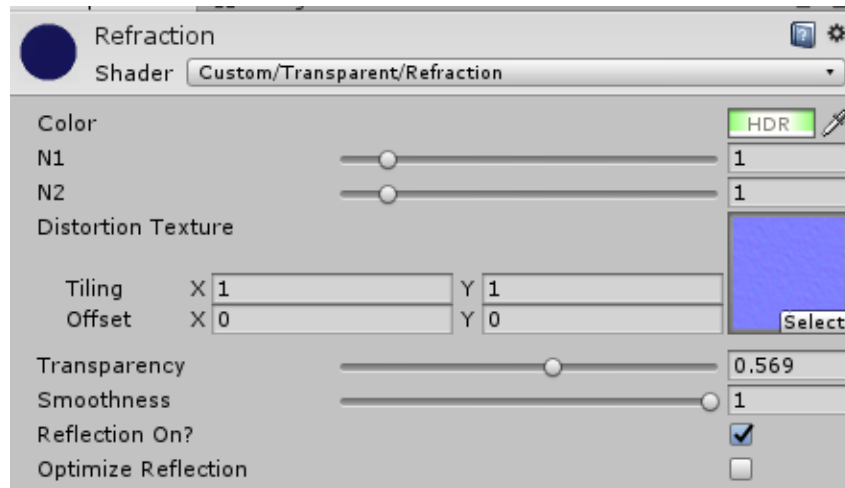 Refraction
Shader Custom/Transparent/Refraction
Color HDR
N1 1
N2 1
Distortion Texture
Tiling X 1 Y 1
Offset X 0 Y 0
Select
Transparency 0.569
Smoothness 1
Reflection On?
Optimize Reflection